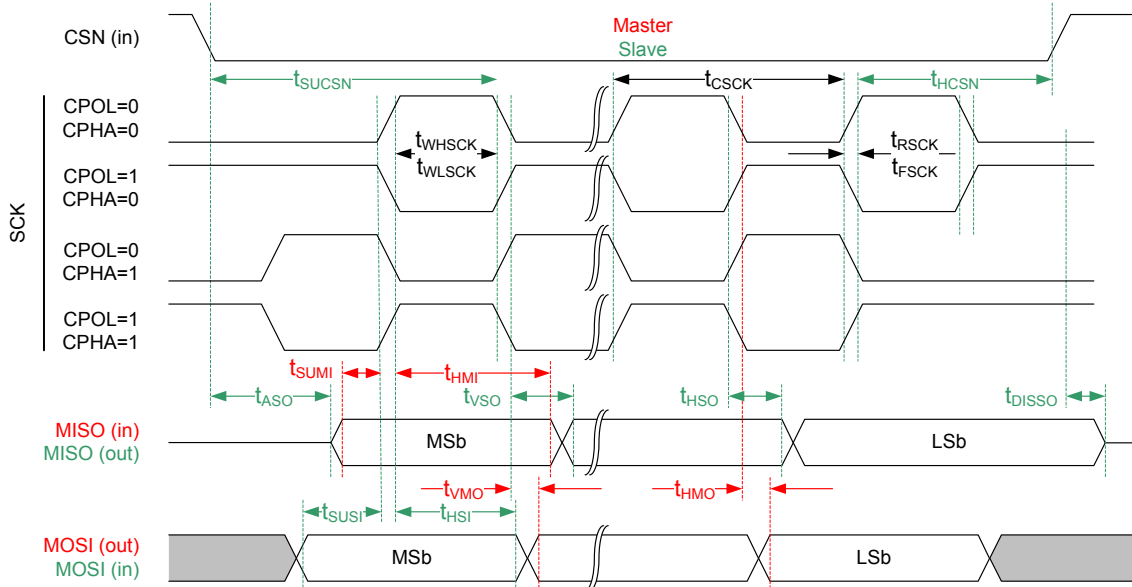 CSN (in)
Master
Slave
tSUCSN
tCSCK
tHCSN
SCK
CPOL=0
CPHA=0
tWHSCK
tWLSCK
tRSCK
tFSCK
CPOL=1
CPHA=0
CPOL=0
CPHA=1
CPOL=1
CPHA=1
tSUMI
tHMI
tASO
tVSO
tHSO
tDISSO
MISO (in)
MISO (out)
MSb
LSb
tVMO
tHMO
tSUSI
tHSI
MOSI (out)
MOSI (in)
MSb
LSb